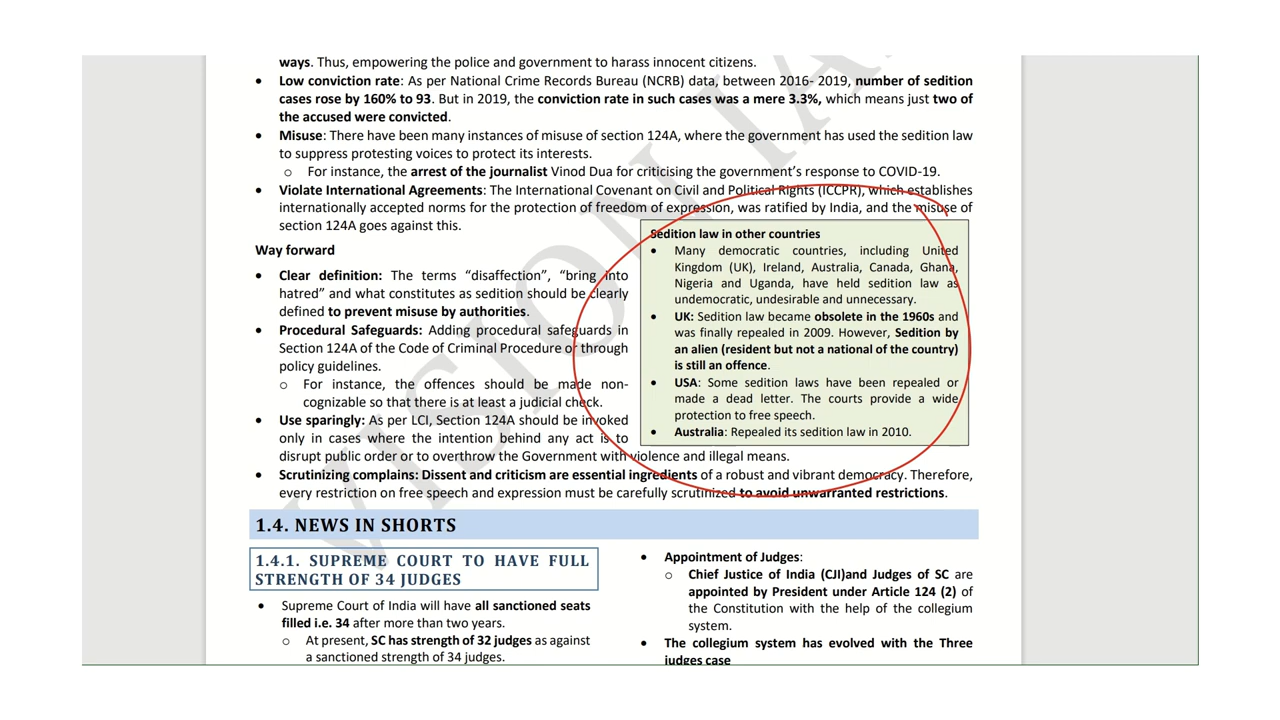 ways. Thus, empowering the police and government to harass innocent citizens.
• Low conviction rate: As per National Crime Records Bureau (NCRB) data, between 2016- 2019, number of sedition
cases rose by 160% to 93. But in 2019, the conviction rate in such cases was a mere 3.3%, which means just two of
the accused were convicted.
• Misuse: There have been many instances of misuse of section 124A, where the government has used the sedition law
to suppress protesting voices to protect its interests.
o For instance, the arrest of the journalist Vinod Dua for criticising the government's response to COVID-19.
• Violate International Agreements: The International Covenant on Civil and Political Rights (ICCPR), which establishes
internationally accepted norms for the protection of freedom of expression, was ratified by India, and the misuse of
section 124A goes against this.
Way forward
• Clear definition: The terms “disaffection”, “bring into
hatred” and what constitutes as sedition should be clearly
defined to prevent misuse by authorities.
• Procedural Safeguards: Adding procedural safeguards in
Section 124A of the Code of Criminal Procedure or through
policy guidelines.
o For instance, the offences should be made non-
cognizable so that there is at least a judicial check.
• Use sparingly: As per LCI, Section 124A should be invoked
only in cases where the intention behind any act is to
disrupt public order or to overthrow the Government with violence and illegal means.
• Scrutinizing complains: Dissent and criticism are essential ingredients of a robust and vibrant democracy. Therefore,
every restriction on free speech and expression must be carefully scrutinized to avoid unwarranted restrictions.
Sedition law in other countries
• Many democratic countries, including United
Kingdom (UK), Ireland, Australia, Canada, Ghana,
Nigeria and Uganda, have held sedition law as
undemocratic, undesirable and unnecessary.
• UK: Sedition law became obsolete in the 1960s and
was finally repealed in 2009. However, Sedition by
an alien (resident but not a national of the country)
is still an offence.
• USA: Some sedition laws have been repealed or
made a dead letter. The courts provide a wide
protection to free speech.
• Australia: Repealed its sedition law in 2010.
1.4. NEWS IN SHORTS
1.4.1. SUPREME COURT TO HAVE FULL
STRENGTH OF 34 JUDGES
• Supreme Court of India will have all sanctioned seats
filled i.e. 34 after more than two years.
o At present, SC has strength of 32 judges as against
a sanctioned strength of 34 judges.
• Appointment of Judges:
o Chief Justice of India (CJI)and Judges of SC are
appointed by President under Article 124 (2) of
the Constitution with the help of the collegium
system.
• The collegium system has evolved with the Three
judges case
VISION IA